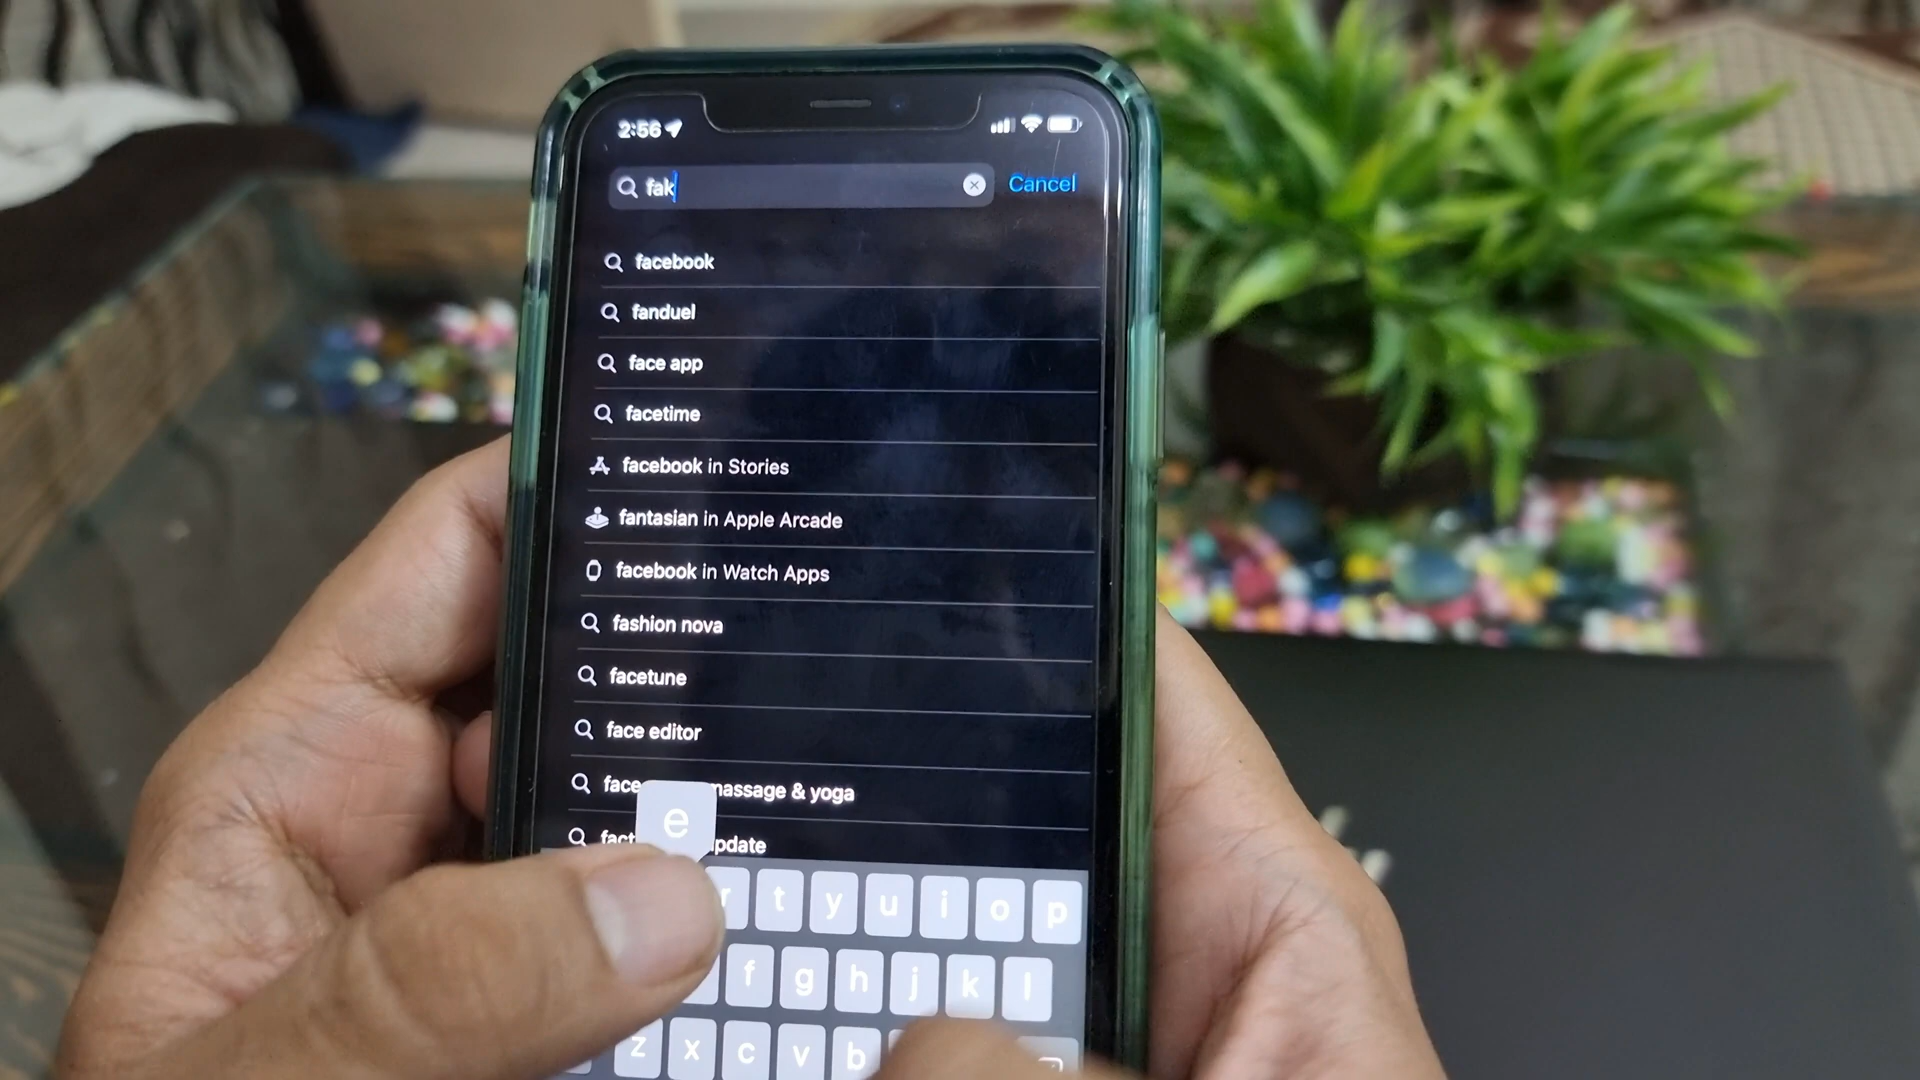 2:56
fak
Cancel
facebook
fanduel
face app
facetime
facebook in Stories
fantasian in Apple Arcade
facebook in Watch Apps
fashion nova
facetune
face editor
face massage & yoga
update
e
r t y u i o p
f g h j k l
z x c v b